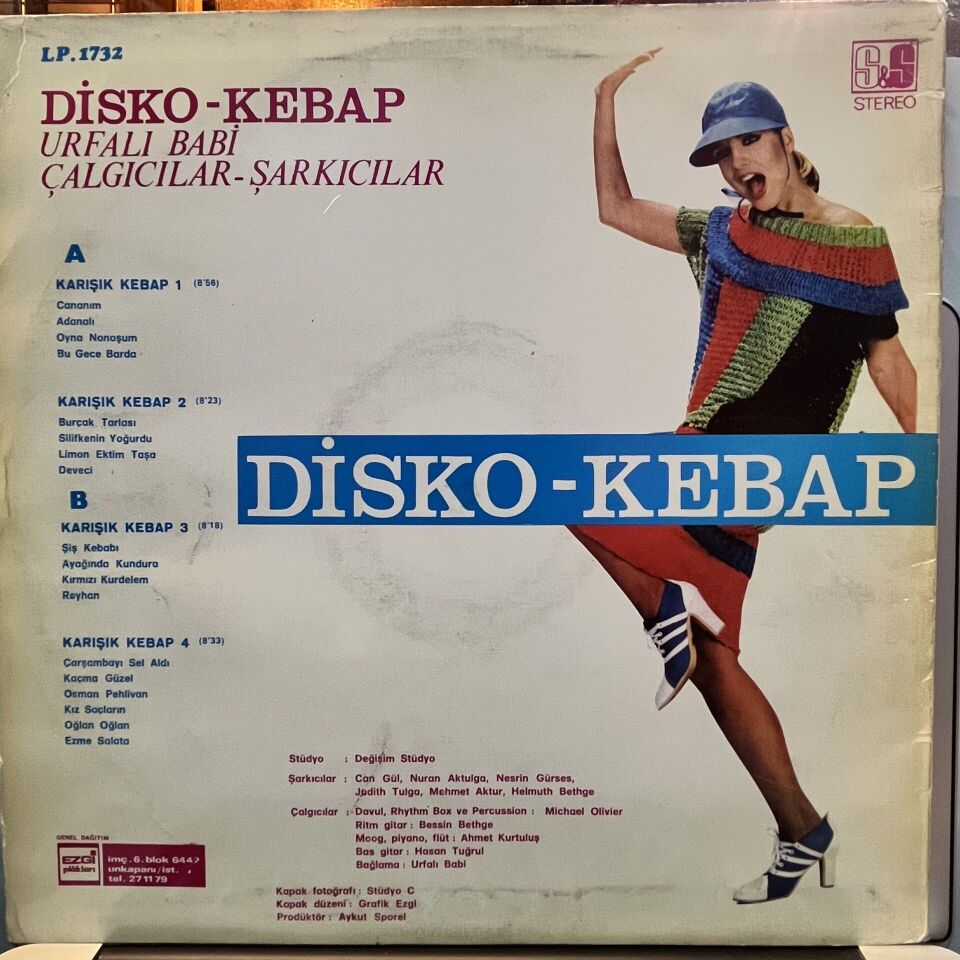 LP.1732
DİSKO-KEBAP
URFALI BABİ
ÇALGICILAR-ŞARKICILAR
S&S
STEREO
A
KARIŞIK KEBAP 1 (8'56)
Cananım
Adanalı
Oyna Nonoşum
Bu Gece Barda
KARIŞIK KEBAP 2 (8'23)
Burçak Tarlası
Silifkenin Yoğurdu
Limon Ektim Taşa
Deveci
DİSKO-KEBAP
B
KARIŞIK KEBAP 3 (8'18)
Şiş Kebabı
Ayağında Kundura
Kırmızı Kurdelem
Reyhan
KARIŞIK KEBAP 4 (8'33)
Çarşambayı Sel Aldı
Kaçma Güzel
Osman Pehlivan
Kız Saçların
Oğlan Oğlan
Ezme Salata
Stüdyo : Değişim Stüdyo
Şarkıcılar : Can Gül, Nuran Aktulga, Nesrin Gürses,
Judith Tulga, Mehmet Aktur, Helmuth Bethge
Çalgıcılar : Davul, Rhythm Box ve Percussion : Michael Olivier
Ritm gitar : Bessin Bethge
Moog, piyano, flüt : Ahmet Kurtuluş
Bas gitar : Hasan Tuğrul
Bağlama : Urfalı Babi
Kapak fotoğrafı : Stüdyo C
Kapak düzeni : Grafik Ezgi
Prodüktör : Aykut Sporel
GENEL DAĞITIM
EZGİ
plâkları
imç.6.blok 6447
unkapanı/ist.
tel. 271179